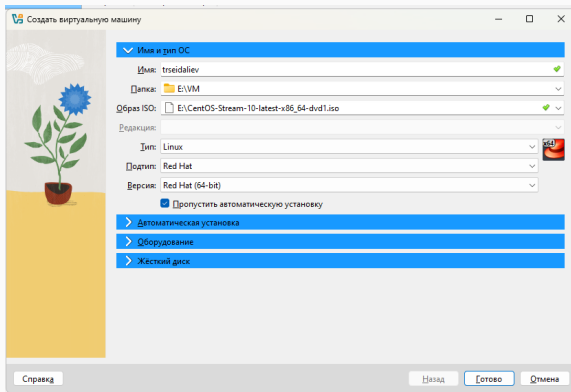 Создать виртуальную машину
Имя и тип ОС
Имя: trseidaliev
Папка: E:\VM
Образ ISO: E:\CentOS-Stream-10-latest-x86_64-dvd1.iso
Редакция:
Тип: Linux
x64
Подтип: Red Hat
Версия: Red Hat (64-bit)
Пропустить автоматическую установку
Автоматическая установка
Оборудование
Жёсткий диск
Справка Назад Готово Отмена